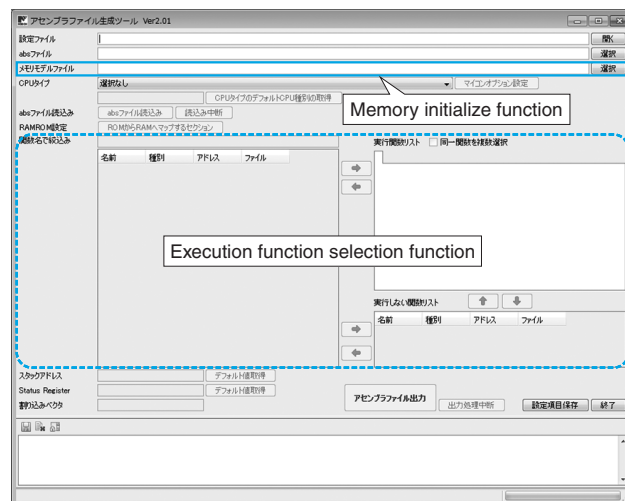 アセンブラファイル生成ツール Ver2.01
設定ファイル
開く
absファイル
選択
メモリモデルファイル
選択
CPUタイプ
選択なし
マイコンオプション設定
CPUタイプのデフォルトCPU種別の取得
Memory initialize function
absファイル読込み
absファイル読込み
読込み中断
RAMROM設定
ROMからRAMへマップするセクション
関数名で絞込み
実行関数リスト
同一関数を複数選択
名前 種別 アドレス ファイル
Execution function selection function
実行しない関数リスト
名前 種別 アドレス ファイル
スタックアドレス
デフォルト値取得
Status Register
デフォルト値取得
割り込みベクタ
アセンブラファイル出力
出力処理中断
設定項目保存
終了